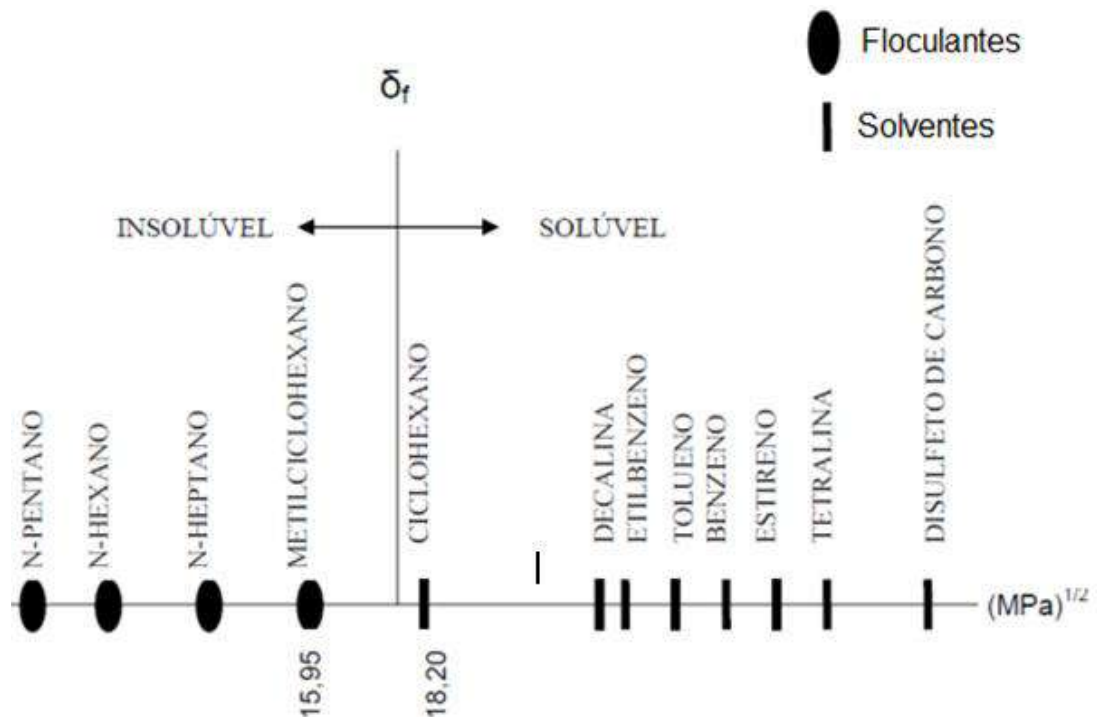 Floculantes
Solventes
δf
INSOLÚVEL
SOLÚVEL
N-PENTANO
N-HEXANO
N-HEPTANO
METILCICLOHEXANO
CICLOHEXANO
DECALINA
ETILBENZENO
TOLUENO
BENZENO
ESTIRENO
TETRALINA
DISULFETO DE CARBONO
(MPa)1/2
15,95
18,20